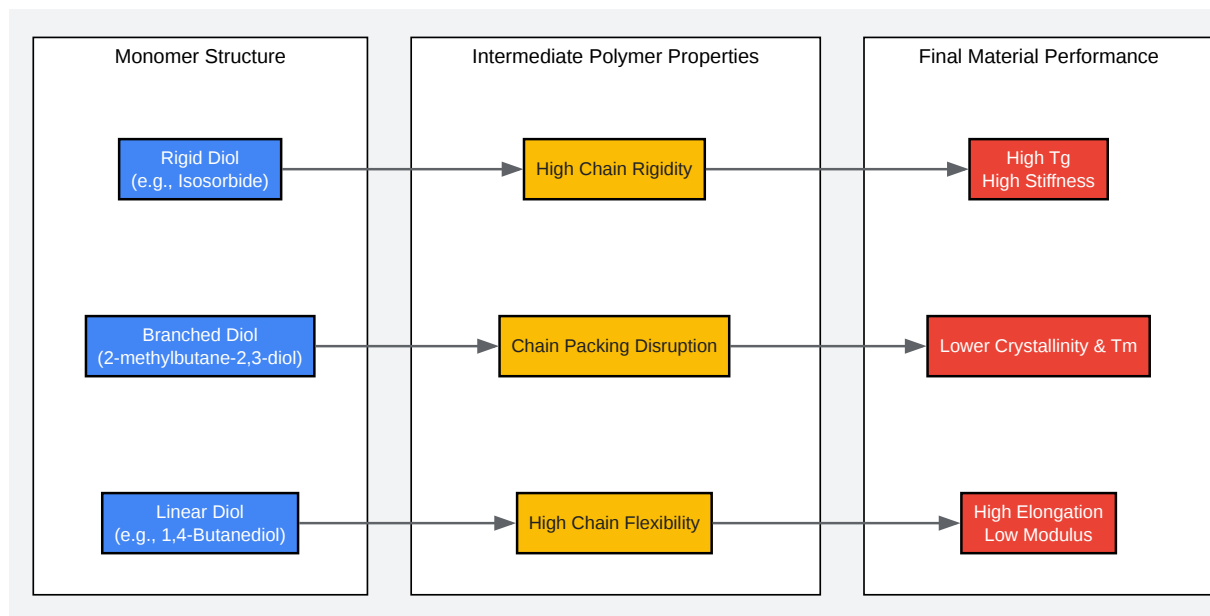 Monomer Structure
Intermediate Polymer Properties
Final Material Performance
Rigid Diol
(e.g., Isosorbide)
High Chain Rigidity
High Tg
High Stiffness
Branched Diol
(2-methylbutane-2,3-diol)
Chain Packing Disruption
Lower Crystallinity & Tm
Linear Diol
(e.g., 1,4-Butanediol)
High Chain Flexibility
High Elongation
Low Modulus